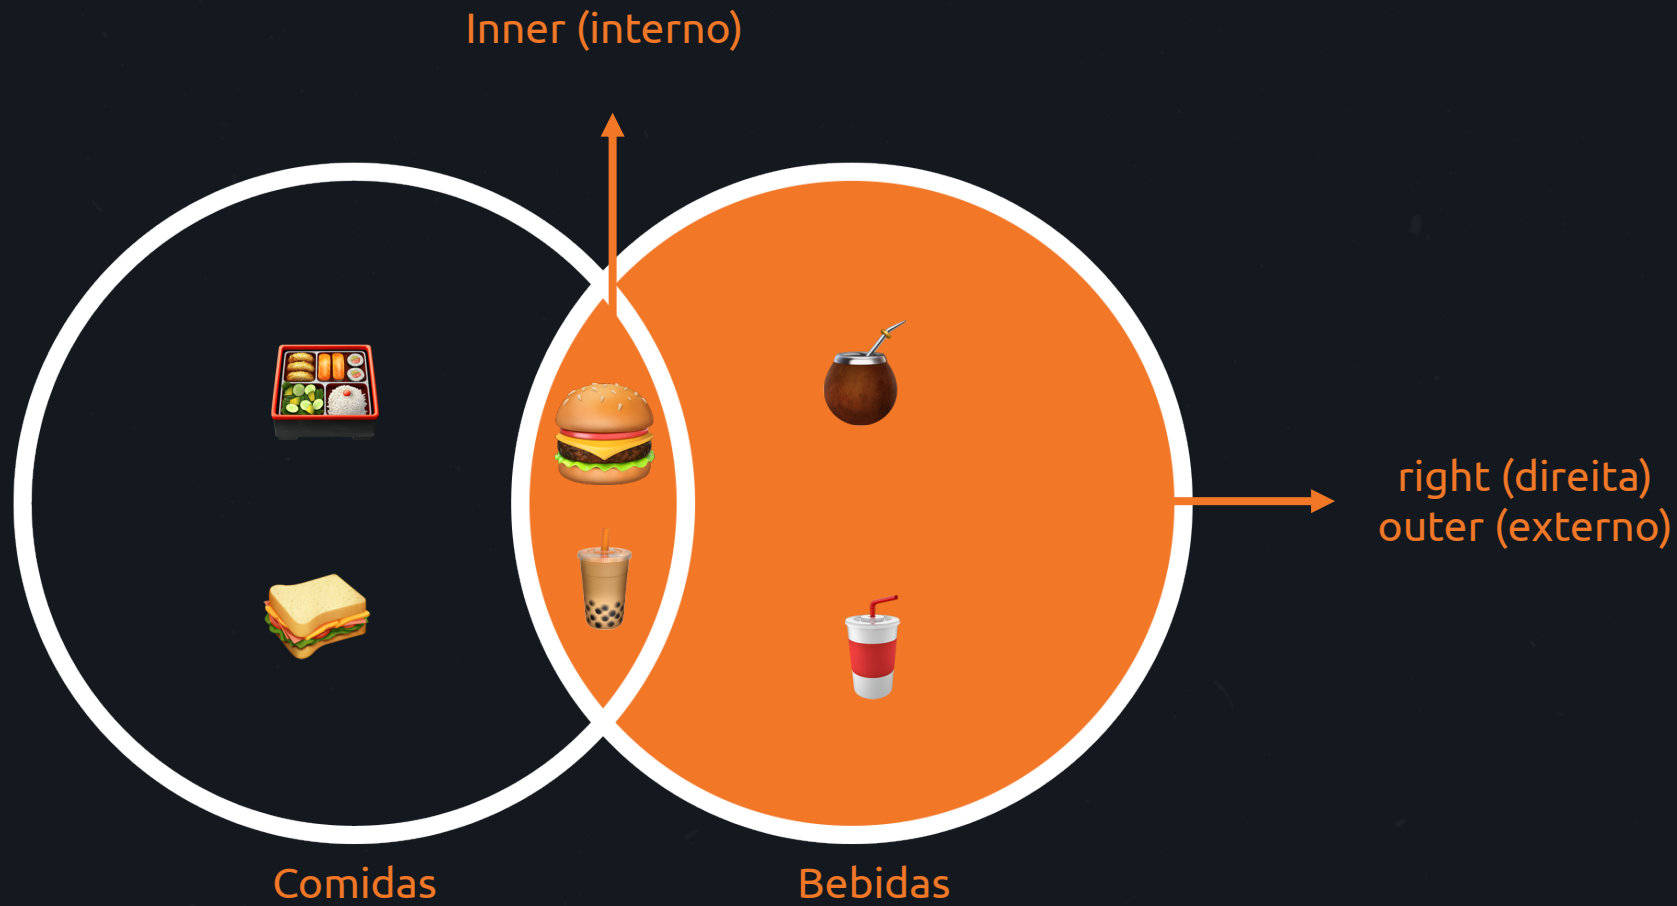 Inner (interno)
right (direita)
outer (externo)
Comidas
Bebidas